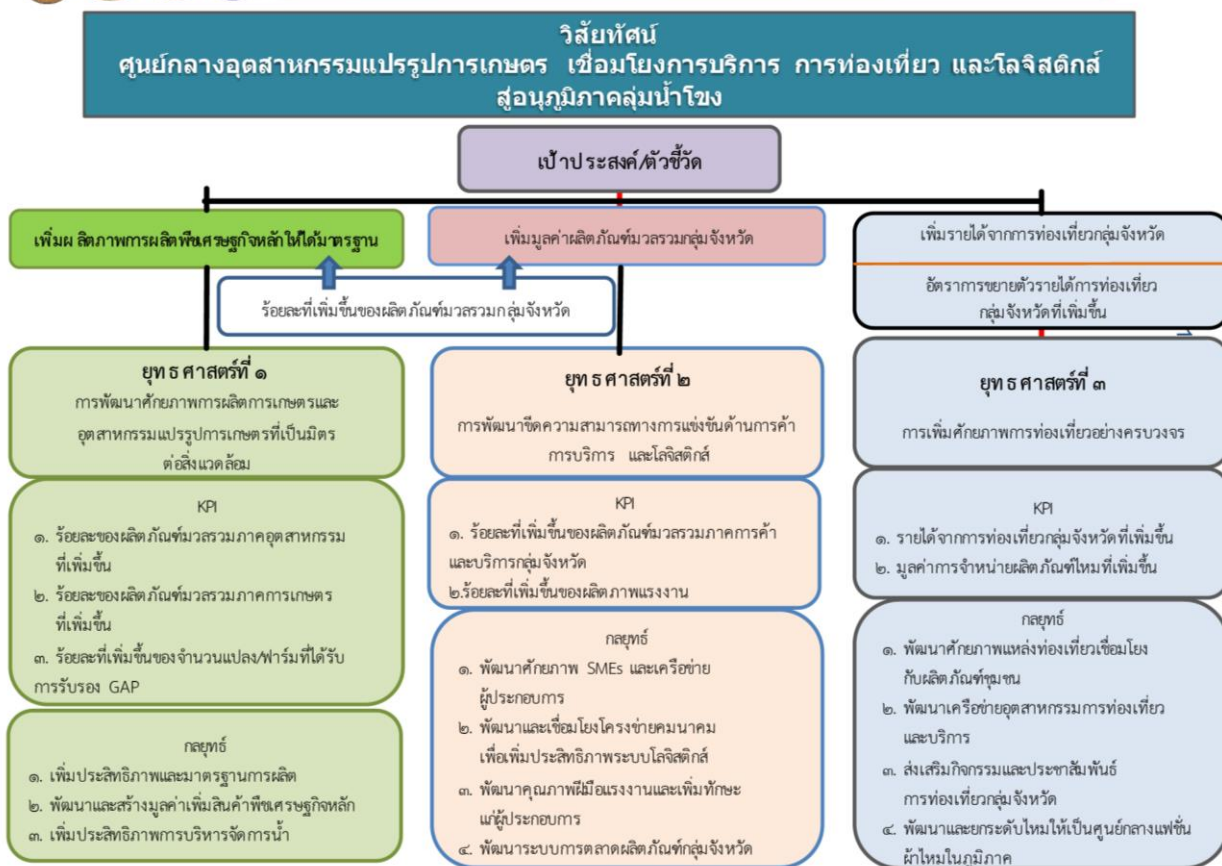 วิสัยทัศน์
ศูนย์กลางอุตสาหกรรมแปรรูปการเกษตร เชื่อมโยงการบริการ การท่องเที่ยว และโลจิสติกส์
สู่อนุภูมิภาคลุ่มน้ำโขง
เป้าประสงค์/ตัวชี้วัด
เพิ่มผลิตภาพการผลิตพืชเศรษฐกิจหลักให้ได้มาตรฐาน
เพิ่มมูลค่าผลิตภัณฑ์มวลรวมกลุ่มจังหวัด
เพิ่มรายได้จากการท่องเที่ยวกลุ่มจังหวัด
อัตราการขยายตัวรายได้การท่องเที่ยว
กลุ่มจังหวัดที่เพิ่มขึ้น
ร้อยละที่เพิ่มขึ้นของผลิตภัณฑ์มวลรวมกลุ่มจังหวัด
ยุทธศาสตร์ที่ ๑
การพัฒนาศักยภาพการผลิตการเกษตรและ
อุตสาหกรรมแปรรูปการเกษตรที่เป็นมิตร
ต่อสิ่งแวดล้อม
KPI
๑. ร้อยละของผลิตภัณฑ์มวลรวมภาคอุตสาหกรรม
ที่เพิ่มขึ้น
๒. ร้อยละของผลิตภัณฑ์มวลรวมภาคการเกษตร
ที่เพิ่มขึ้น
๓. ร้อยละที่เพิ่มขึ้นของจำนวนแปลง/ฟาร์มที่ได้รับ
การรับรอง GAP
กลยุทธ์
๑. เพิ่มประสิทธิภาพและมาตรฐานการผลิต
๒. พัฒนาและสร้างมูลค่าเพิ่มสินค้าพืชเศรษฐกิจหลัก
๓. เพิ่มประสิทธิภาพการบริหารจัดการน้ำ
ยุทธศาสตร์ที่ ๒
การพัฒนาขีดความสามารถทางการแข่งขันด้านการค้า
การบริการ และโลจิสติกส์
KPI
๑. ร้อยละที่เพิ่มขึ้นของผลิตภัณฑ์มวลรวมภาคการค้า
และบริการกลุ่มจังหวัด
๒.ร้อยละที่เพิ่มขึ้นของผลิตภาพแรงงาน
กลยุทธ์
๑. พัฒนาศักยภาพ SMEs และเครือข่าย
ผู้ประกอบการ
๒. พัฒนาและเชื่อมโยงโครงข่ายคมนาคม
เพื่อเพิ่มประสิทธิภาพระบบโลจิสติกส์
๓. พัฒนาคุณภาพฝีมือแรงงานและเพิ่มทักษะ
แก่ผู้ประกอบการ
๔. พัฒนาระบบการตลาดผลิตภัณฑ์กลุ่มจังหวัด
ยุทธศาสตร์ที่ ๓
การเพิ่มศักยภาพการท่องเที่ยวอย่างครบวงจร
KPI
๑. รายได้จากการท่องเที่ยวกลุ่มจังหวัดที่เพิ่มขึ้น
๒. มูลค่าการจำหน่ายผลิตภัณฑ์ไหมที่เพิ่มขึ้น
กลยุทธ์
๑. พัฒนาศักยภาพแหล่งท่องเที่ยวเชื่อมโยง
กับผลิตภัณฑ์ชุมชน
๒. พัฒนาเครือข่ายอุตสาหกรรมการท่องเที่ยว
และบริการ
๓. ส่งเสริมกิจกรรมและประชาสัมพันธ์
การท่องเที่ยวกลุ่มจังหวัด
๔. พัฒนาและยกระดับไหมให้เป็นศูนย์กลางแฟชั่น
ผ้าไหมในภูมิภาค